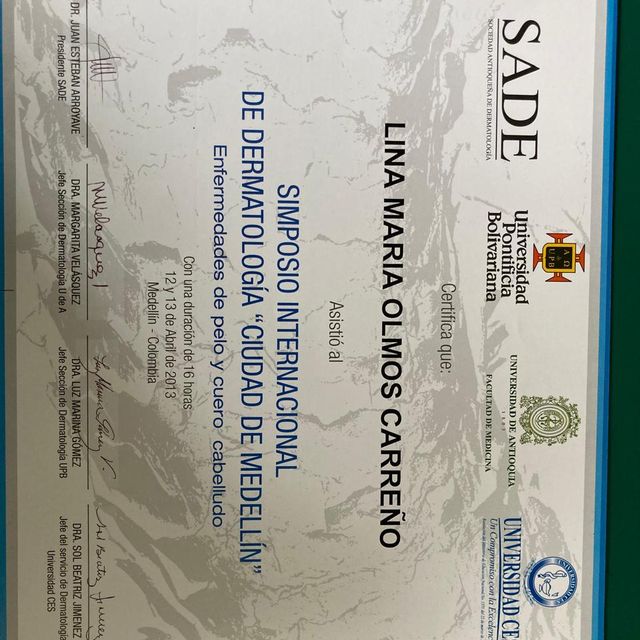 SADE
SOCIEDAD ANTIOQUEÑA DE DERMATOLOGÍA
Universidad
Pontificia
Bolivariana
UPB
UNIVERSIDAD DE ANTIOQUIA
1803
FACULTAD DE MEDICINA
UNIVERSIDAD CE
Un Compromiso con la Excelencia
Certifica que:
LINA MARIA OLMOS CARREÑO
Asistió al
SIMPOSIO INTERNACIONAL
DE DERMATOLOGÍA “CIUDAD DE MEDELLÍN”
Enfermedades de pelo y cuero cabelludo
Con una duración de 16 horas
12 y 13 de Abril de 2013
Medellín - Colombia
DR. JUAN ESTEBAN ARROYAVE
Presidente SADE
DRA. MARGARITA VELÁSQUEZ
Jefe Sección de Dermatología U de A
DRA. LUZ MARINA GÓMEZ
Jefe Sección de Dermatología UPB
DRA. SOL BEATRIZ JIMENEZ
Jefe del servicio de Dermatología
Universidad CES